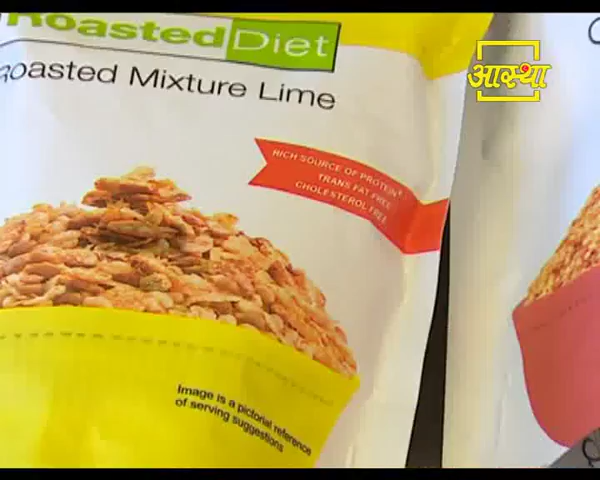 Roasted Diet
Roasted Mixture Lime
आस्था
RICH SOURCE OF PROTEIN*
TRANS FAT FREE
CHOLESTEROL FREE
Image is a pictorial reference
of serving suggestions